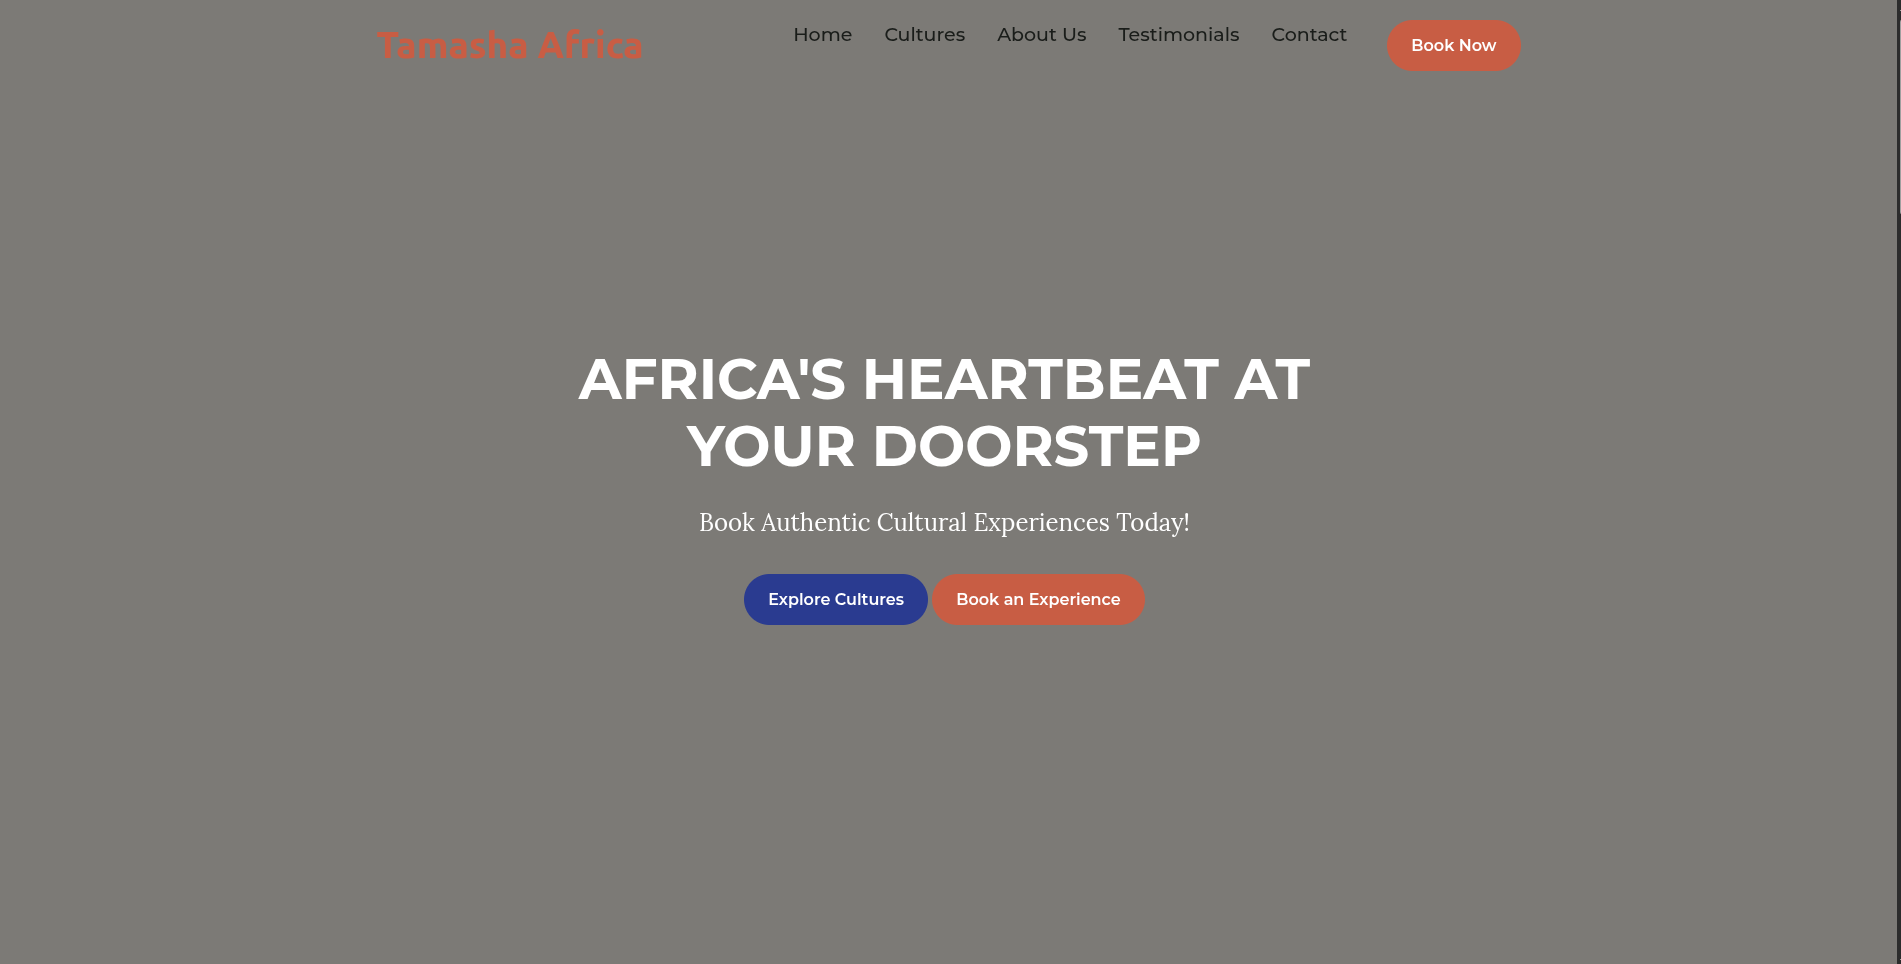 Tamasha Africa
Home
Cultures
About Us
Testimonials
Contact
Book Now
AFRICA'S HEARTBEAT AT
YOUR DOORSTEP
Book Authentic Cultural Experiences Today!
Explore Cultures
Book an Experience